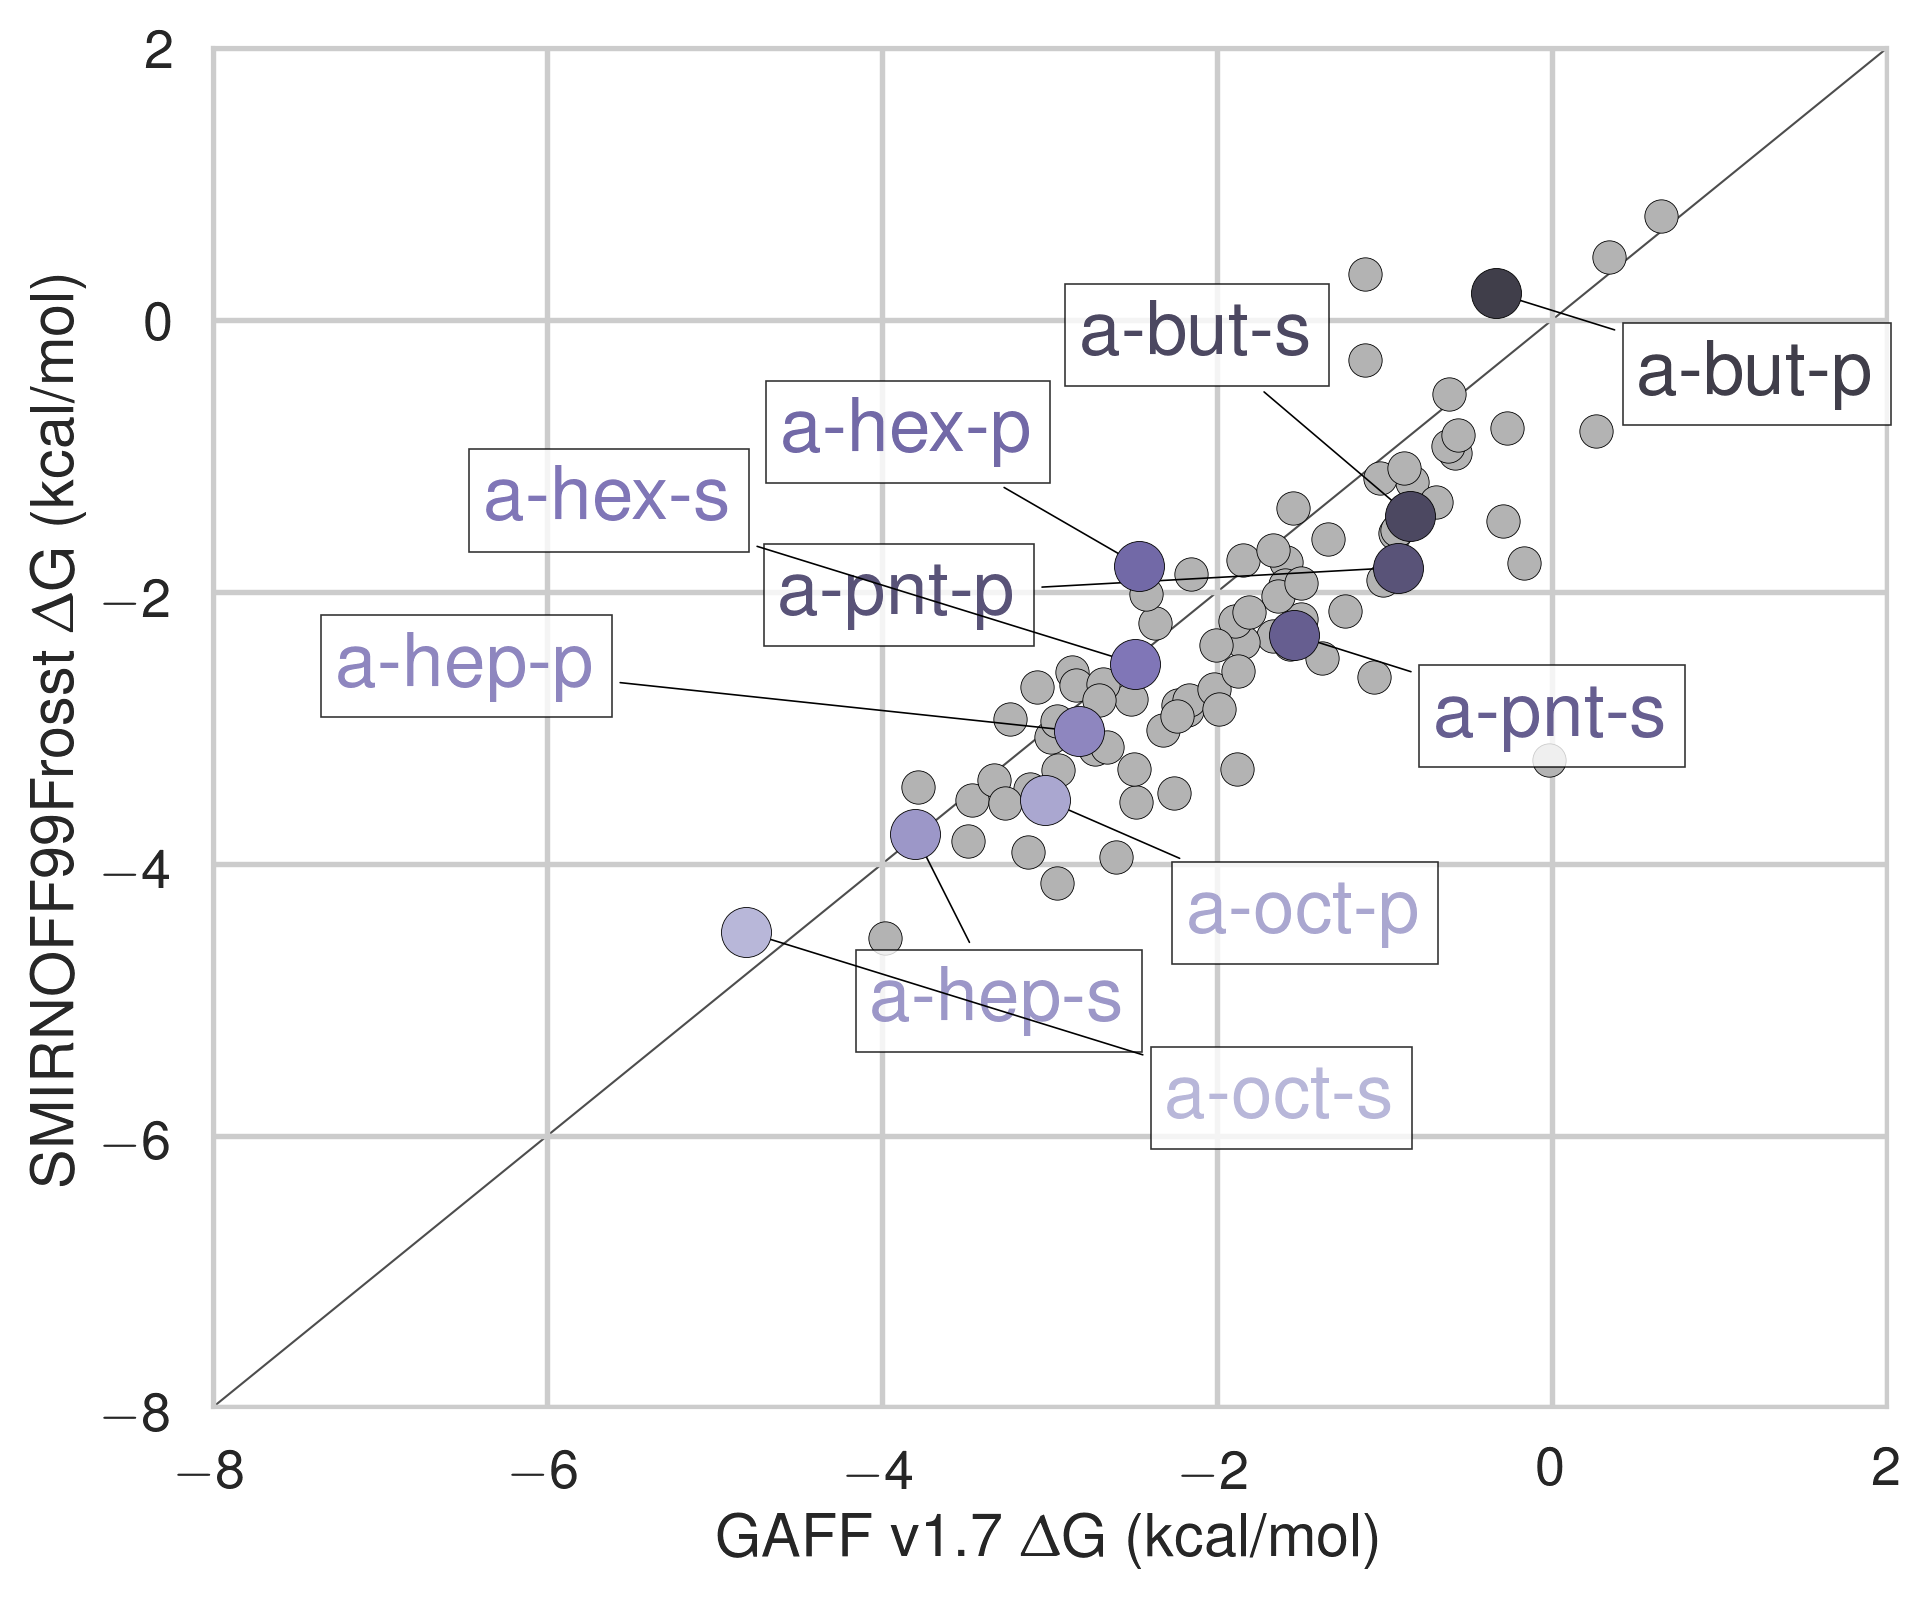 SMIRNOFF99Frosst ΔG (kcal/mol)
2
0
−2
−4
−6
−8
a-but-s
a-but-p
a-hex-p
a-hex-s
a-pnt-p
a-hep-p
a-pnt-s
a-oct-p
a-hep-s
a-oct-s
−8
−6
−4
−2
0
2
GAFF v1.7 ΔG (kcal/mol)